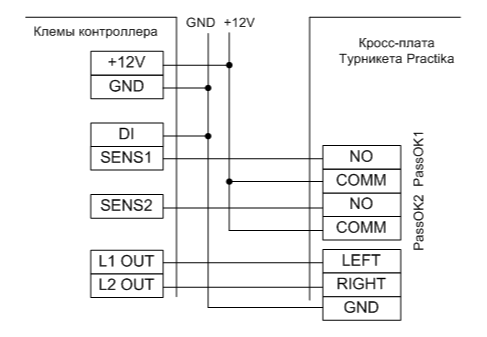 GND +12V
Клемы контроллера
Кросс-плата
Турникета Practika
+12V
GND
DI
SENS1
SENS2
L1 OUT
L2 OUT
NO
COMM
NO
COMM
PassOK1
PassOK2
LEFT
RIGHT
GND